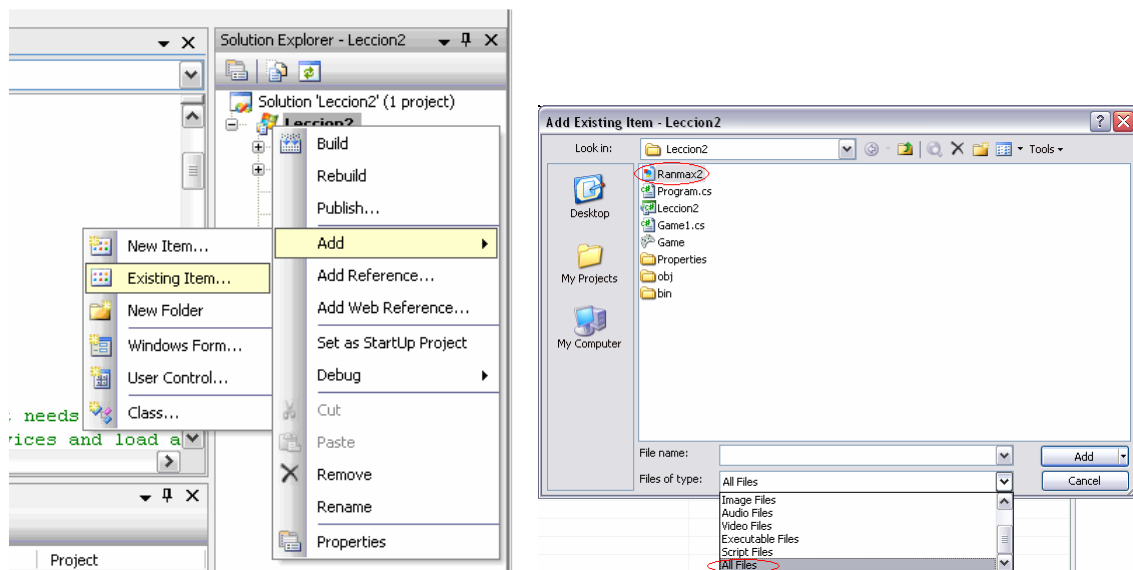 Solution Explorer - Leccion2
Solution 'Leccion2' (1 project)
Leccion2
Build
Rebuild
Publish...
Add
Add Reference...
Add Web Reference...
Set as StartUp Project
Debug
Cut
Paste
Remove
Rename
Properties
New Item...
Existing Item...
New Folder
Windows Form...
User Control...
Class...
t needs
vices and load a
Project
Add Existing Item - Leccion2
Look in:
Leccion2
Tools
Desktop
My Projects
My Computer
Ranmax2
Program.cs
Leccion2
Game1.cs
Game
Properties
obj
bin
File name:
Add
Files of type:
All Files
Cancel
Image Files
Audio Files
Video Files
Executable Files
Script Files
All Files